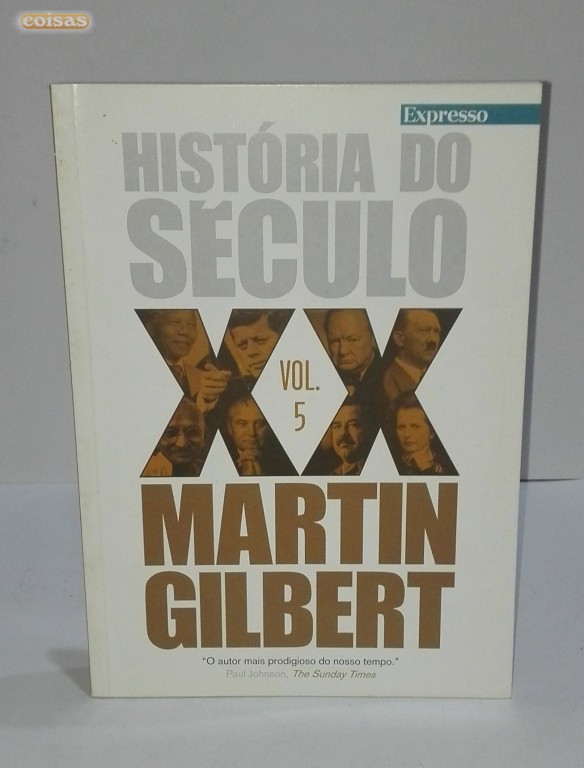 coisas
Expresso
HISTÓRIA DO
SÉCULO
XX
VOL.
5
MARTIN
GILBERT
"O autor mais prodigioso do nosso tempo."
Paul Johnson, The Sunday Times